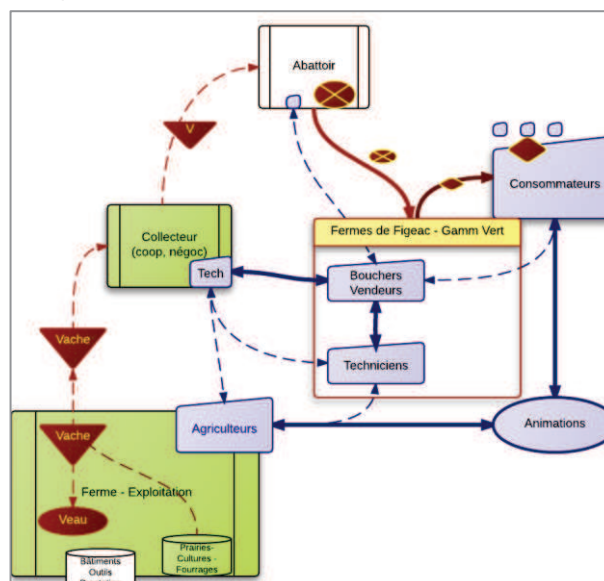 Abattoir
V
Consommateurs
Collecteur
(coop, négoc)
Tech
Fermes de Figeac - Gamm Vert
Bouchers
Vendeurs
Techniciens
Vache
Vache
Agriculteurs
Animations
Ferme - Exploitation
Veau
Prairies-
Cultures -
Fourrages
Bâtiments
Outils